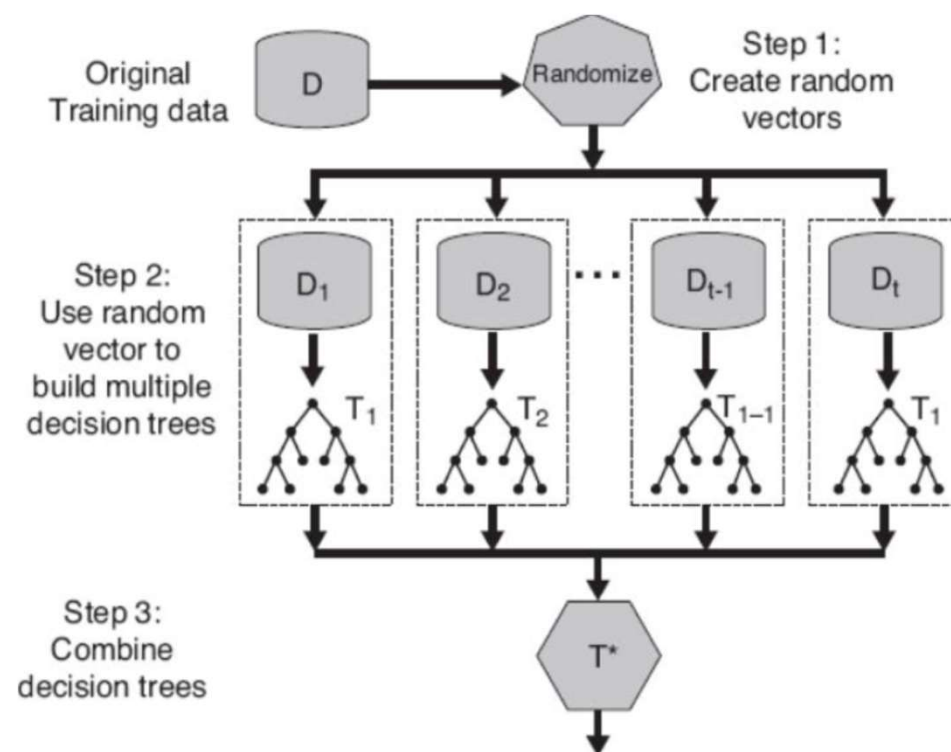 Original
Training data
D
Randomize
Step 1:
Create random
vectors
Step 2:
Use random
vector to
build multiple
decision trees
D₁
D₂
...
Dₜ₋₁
Dₜ
T₁
T₂
T₁₋₁
T₁
Step 3:
Combine
decision trees
T*